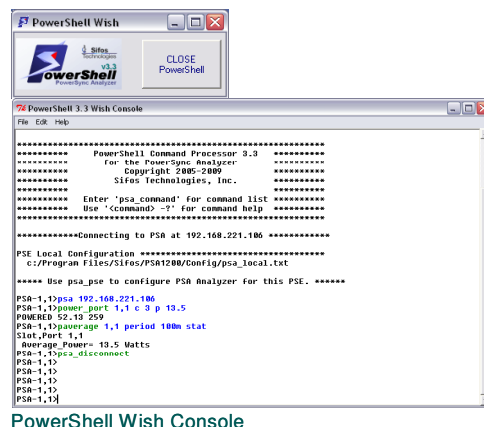 PowerShell Wish
Sifos
Technologies
v3.3
PowerShell
PowerSync Analyzer
CLOSE
PowerShell
PowerShell 3.3 Wish Console
File Edit Help
****************************************************************
********** PowerShell Command Processor 3.3 **********
********** for the PowerSync Analyzer **********
********** Copyright 2005-2009 **********
********** Sifos Technologies, Inc. **********
********** **********
********** Enter 'psa_command' for command list **********
********** Use '<command> -?' for command help **********
****************************************************************
************Connecting to PSA at 192.168.221.106 ************
PSE Local Configuration **************************************
c:/Program Files/Sifos/PSA1200/Config/psa_local.txt
***** Use psa_pse to configure PSA Analyzer for this PSE. ******
PSA-1,1>psa 192.168.221.106
PSA-1,1>power_port 1,1 c 3 p 13.5
POWERED 52.13 259
PSA-1,1>paverage 1,1 period 100m stat
Slot,Port 1,1
Average_Power= 13.5 Watts
PSA-1,1>psa_disconnect
PSA-1,1>
PSA-1,1>
PSA-1,1>
PSA-1,1>
PowerShell Wish Console